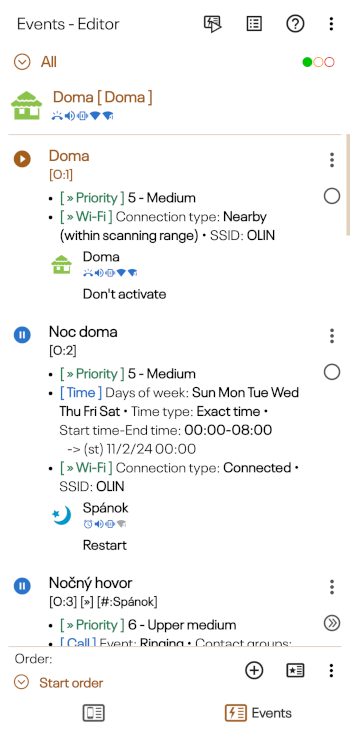 Events - Editor
All
Doma [ Doma ]
Doma
[O:1]
• [ » Priority ] 5 - Medium
• [ » Wi-Fi ] Connection type: Nearby
(within scanning range) • SSID: OLIN
Doma
Don't activate
Noc doma
[O:2]
• [ » Priority ] 5 - Medium
• [ Time ] Days of week: Sun Mon Tue Wed
Thu Fri Sat • Time type: Exact time •
Start time-End time: 00:00-08:00
-> (st) 11/2/24 00:00
• [ » Wi-Fi ] Connection type: Connected •
SSID: OLIN
Spánok
Restart
Nočný hovor
[O:3] [»] [#:Spánok]
• [ » Priority ] 6 - Upper medium
• [ Call ] Event: Ringing • Contact groups:
Order:
Start order
Events